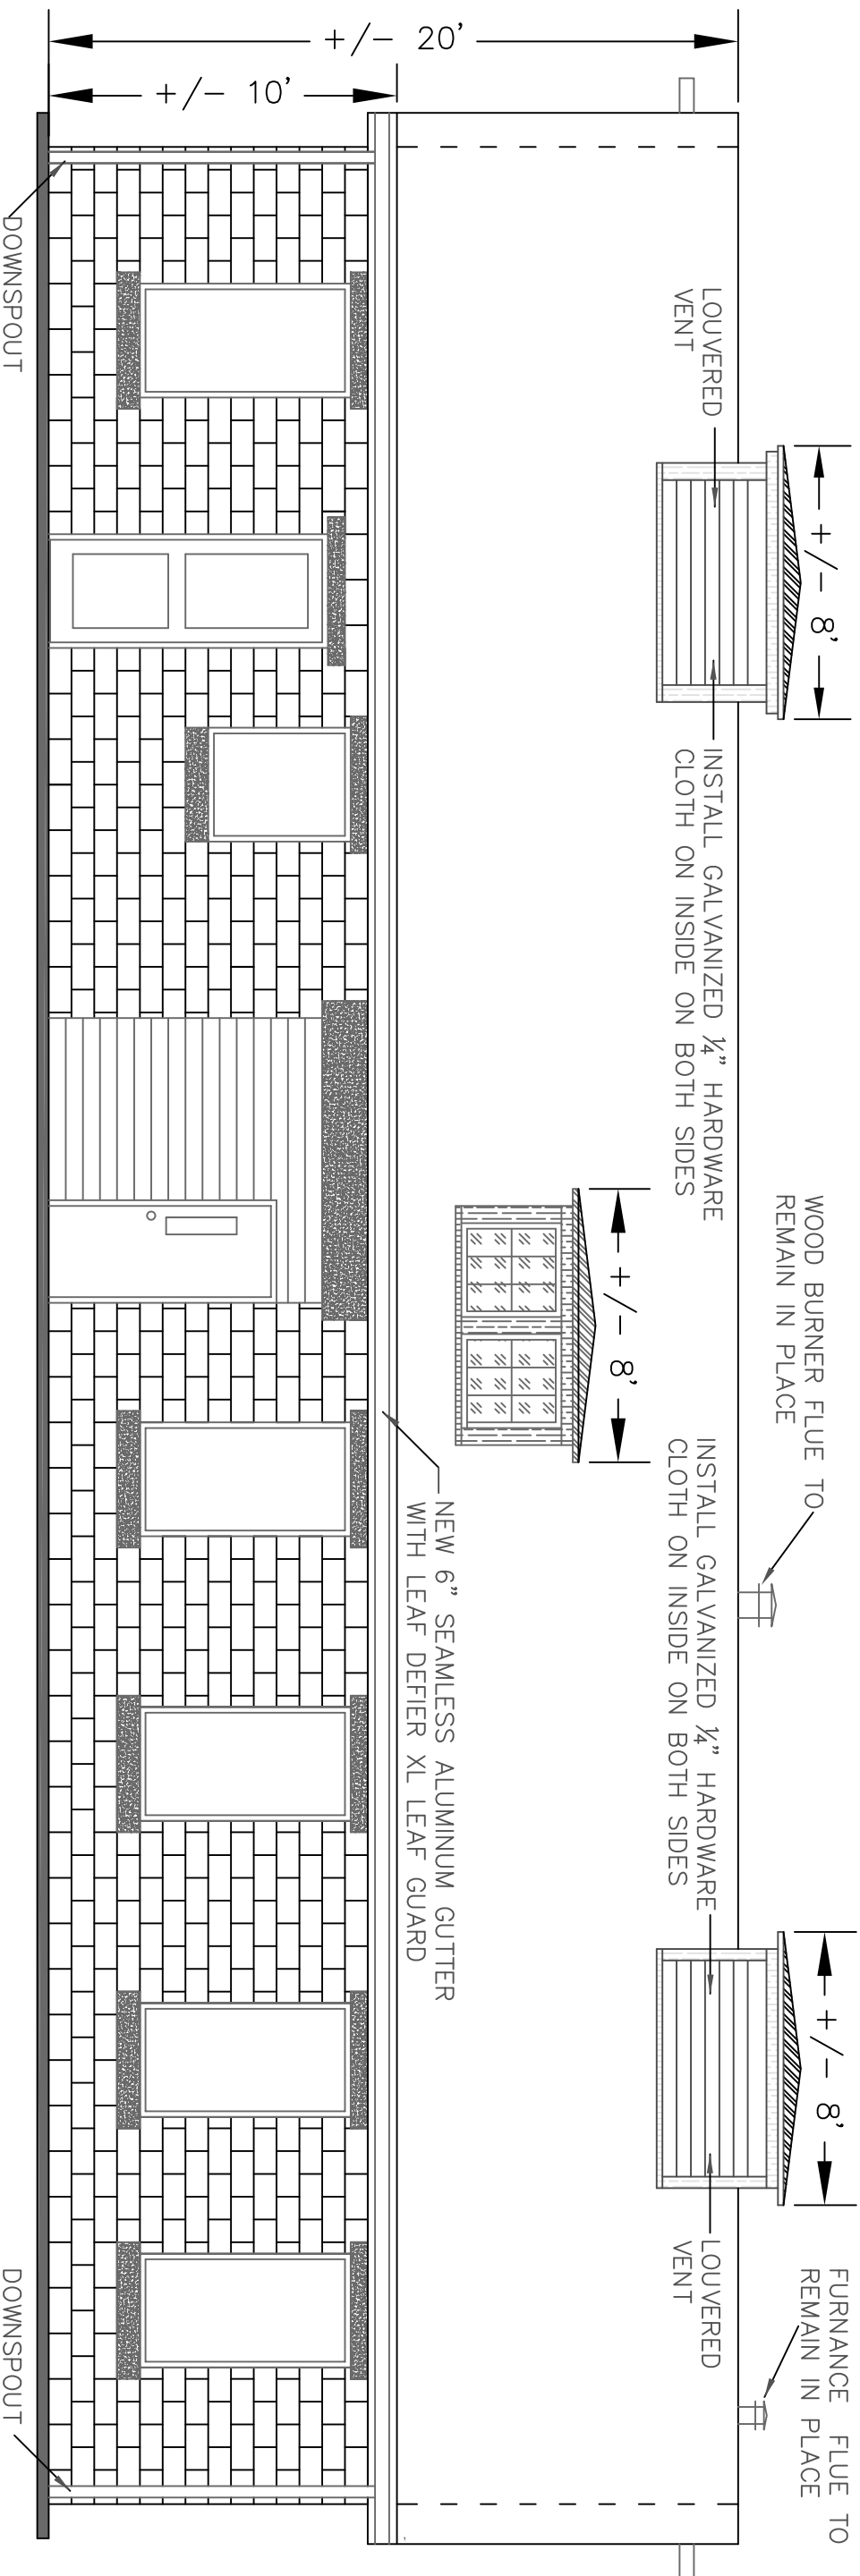 +/- 20'
+/- 10'
DOWNSPOUT
LOUVERED
VENT
+/- 8'
INSTALL GALVANIZED ¼" HARDWARE
CLOTH ON INSIDE ON BOTH SIDES
WOOD BURNER FLUE TO
REMAIN IN PLACE
+/- 8'
INSTALL GALVANIZED ¼" HARDWARE
CLOTH ON INSIDE ON BOTH SIDES
NEW 6" SEAMLESS ALUMINUM GUTTER
WITH LEAF DEFIER XL LEAF GUARD
+/- 8'
LOUVERED
VENT
FURNANCE FLUE TO
REMAIN IN PLACE
DOWNSPOUT